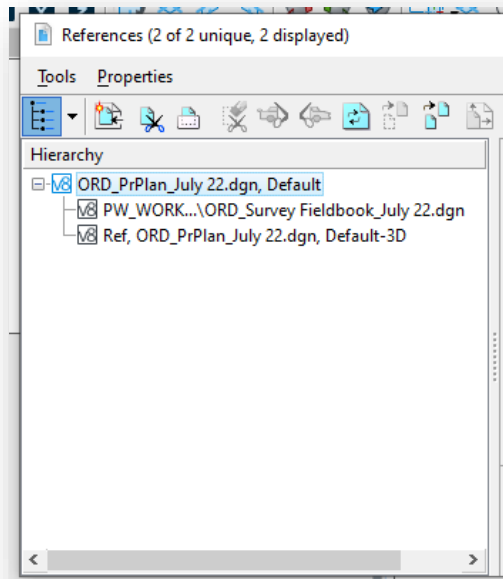 References (2 of 2 unique, 2 displayed)
Tools Properties
Hierarchy
V8 ORD_PrPlan_July 22.dgn, Default
V8 PW_WORK...\ORD_Survey Fieldbook_July 22.dgn
V8 Ref, ORD_PrPlan_July 22.dgn, Default-3D